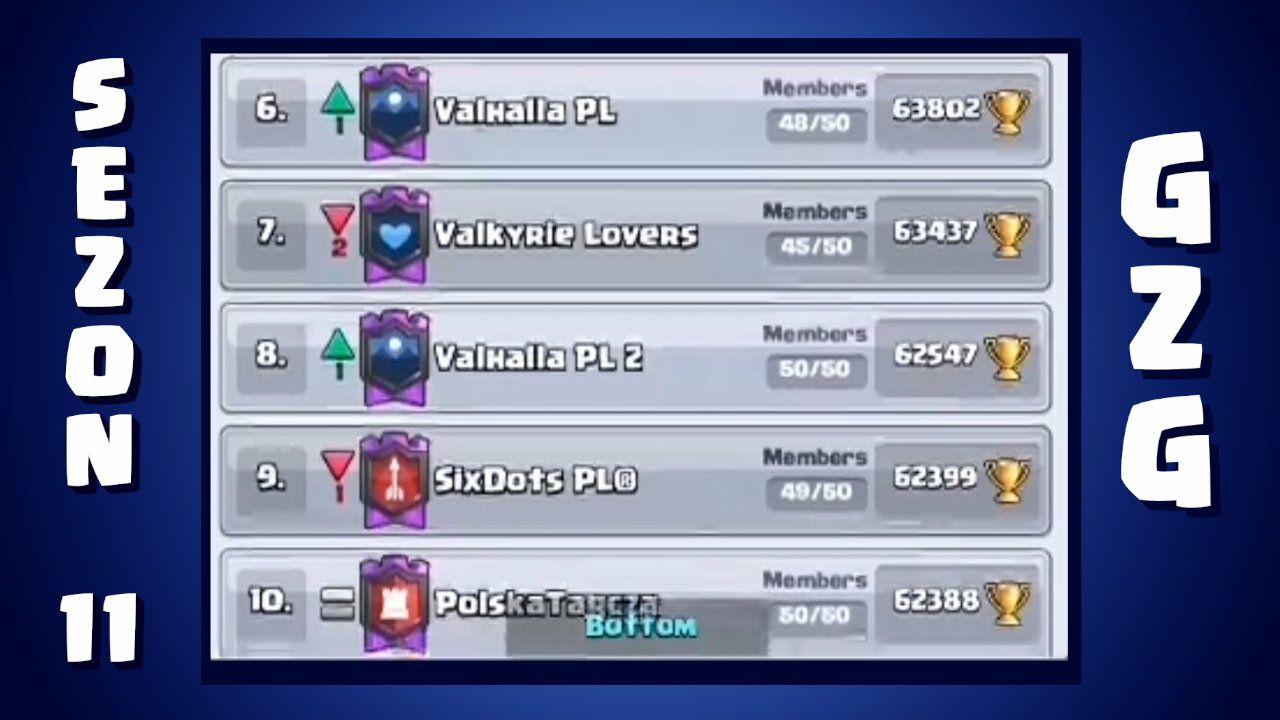 SEZON
11
6.
1
Valhalla PL
Members
48/50
63802
7.
2
Valkyrie Lovers
Members
45/50
63437
8.
1
Valhalla PL 2
Members
50/50
62547
9.
1
SixDots PL®
Members
49/50
62399
10.
PolskaTarcza
Members
50/50
62388
Bottom
GZG